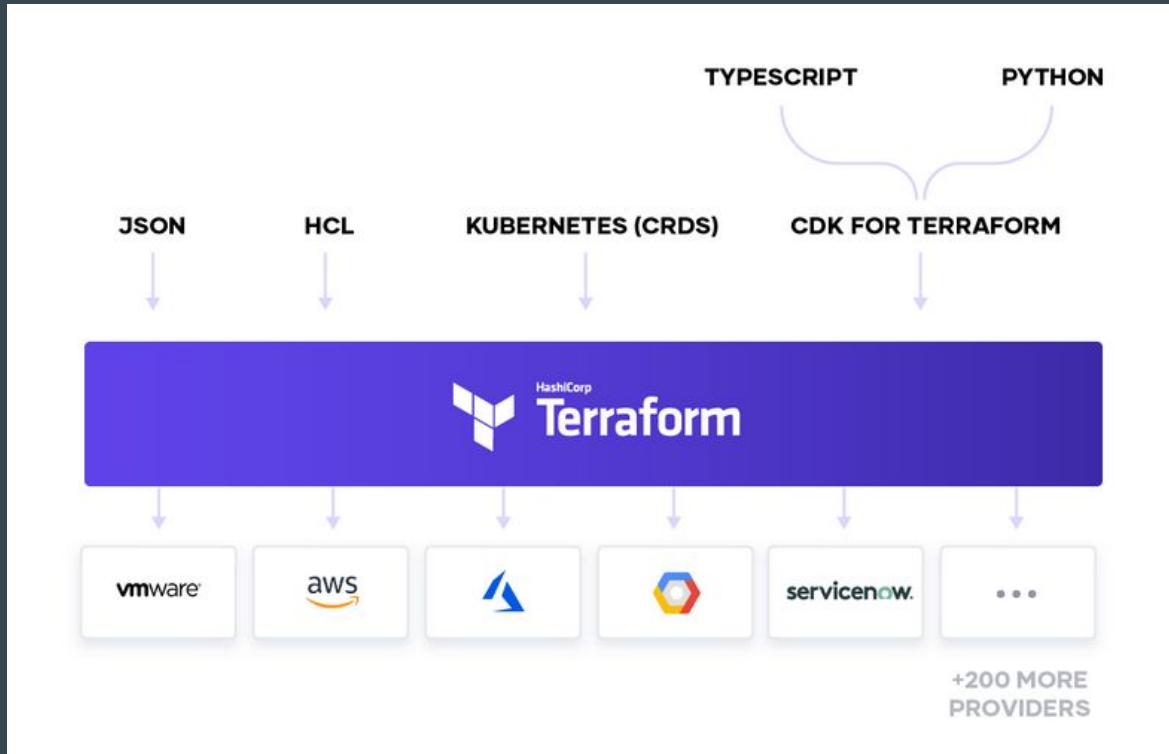 TYPESCRIPT PYTHON
JSON HCL KUBERNETES (CRDS) CDK FOR TERRAFORM
HashiCorp
Terraform
vmware® aws servicenow.
+200 MORE
PROVIDERS